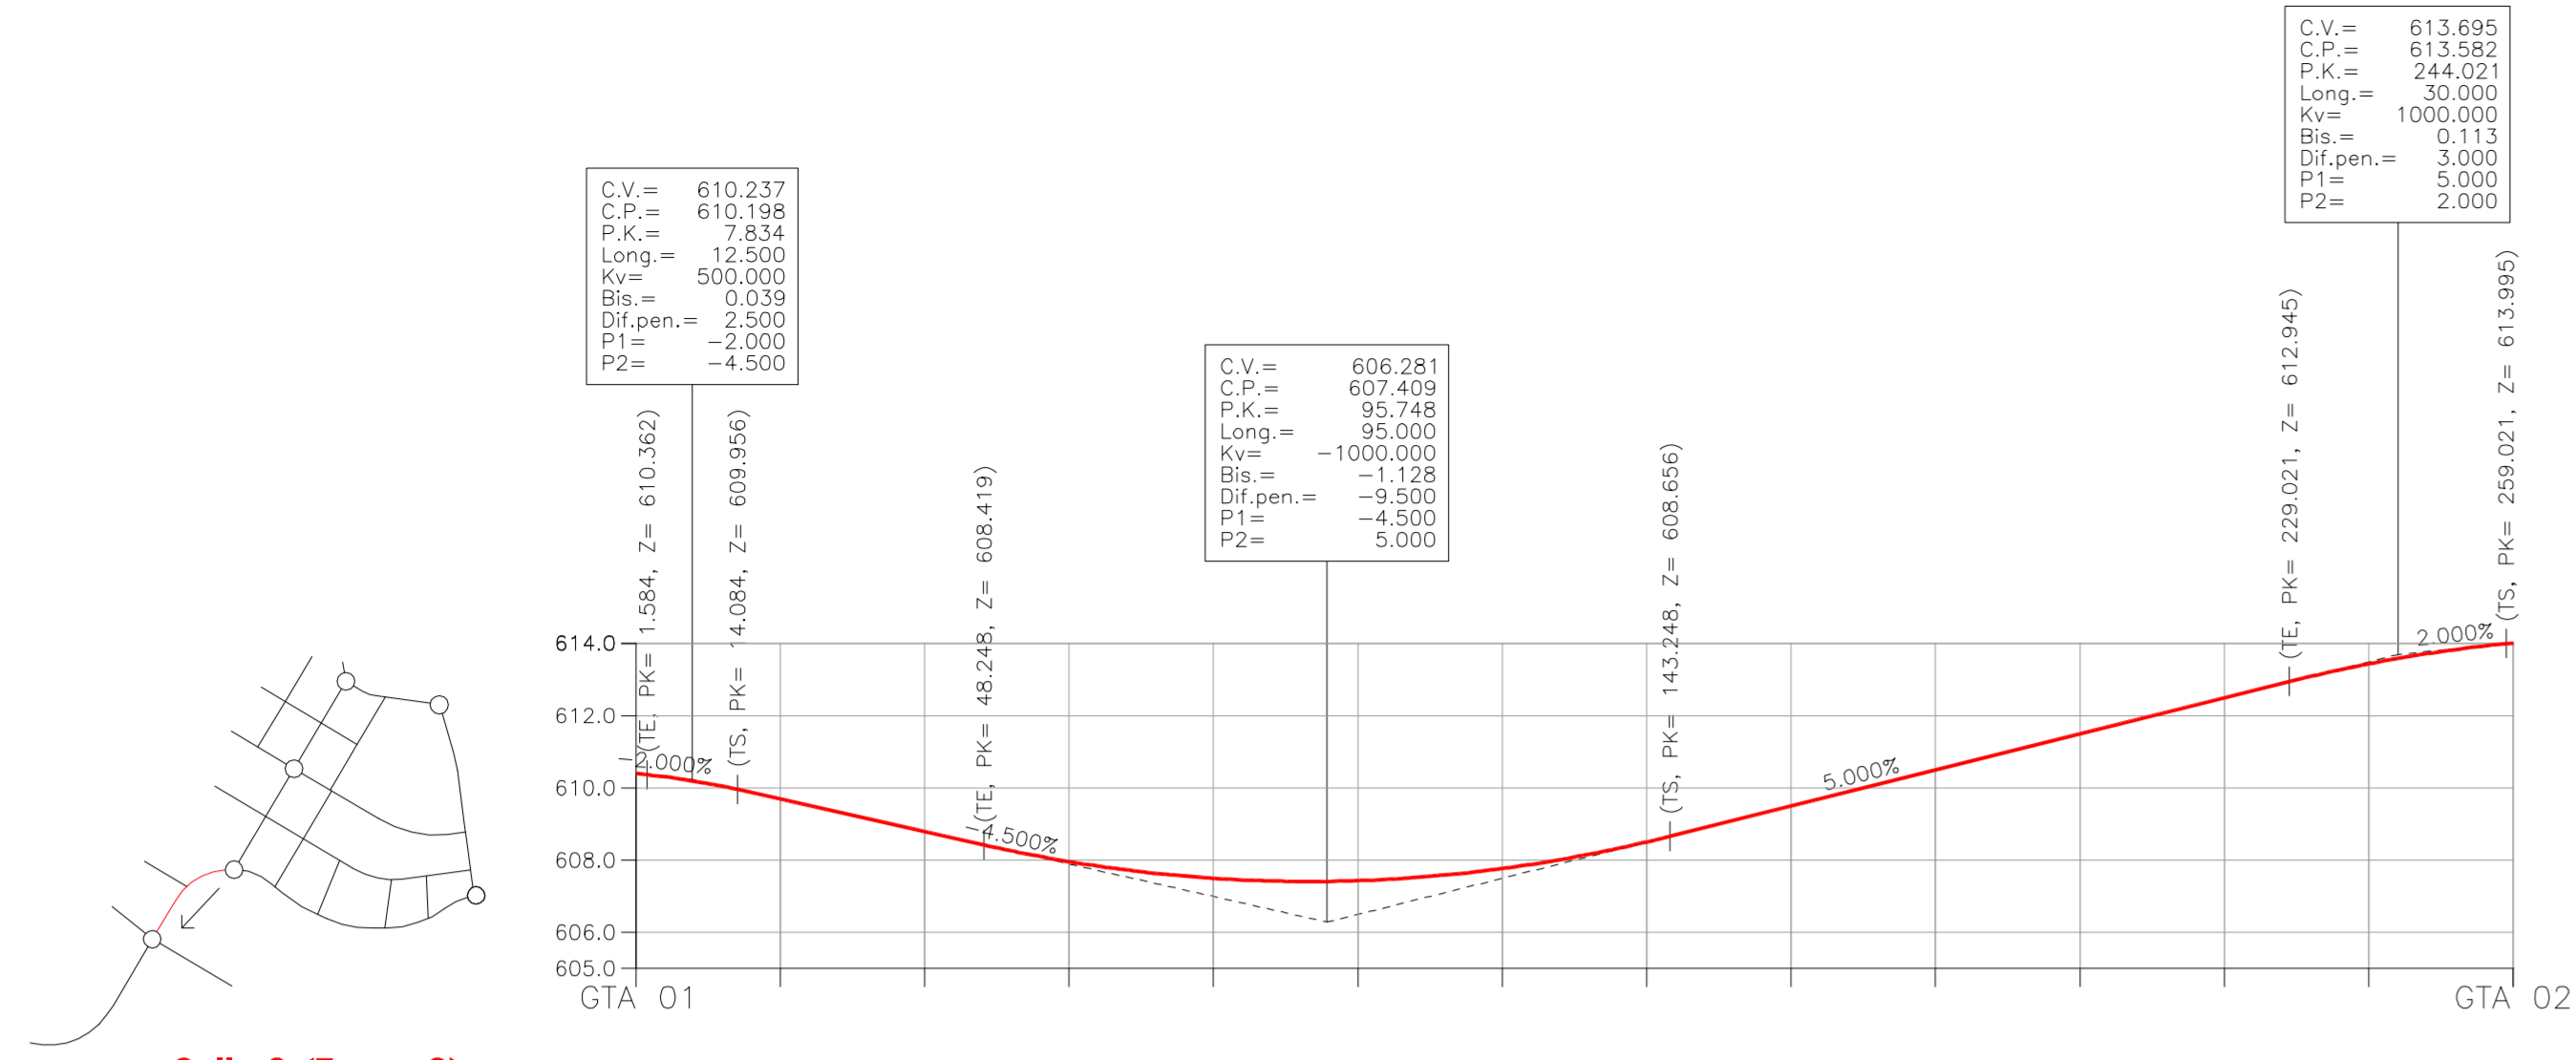 C.V.= 613.695
C.P.= 613.582
P.K.= 244.021
Long.= 30.000
Kv= 1000.000
Bis.= 0.113
Dif.pen.= 3.000
P1= 5.000
P2= 2.000
C.V.= 610.237
C.P.= 610.198
P.K.= 7.834
Long.= 12.500
Kv= 500.000
Bis.= 0.039
Dif.pen.= 2.500
P1= -2.000
P2= -4.500
C.V.= 606.281
C.P.= 607.409
P.K.= 95.748
Long.= 95.000
Kv= -1000.000
Bis.= -1.128
Dif.pen.= -9.500
P1= -4.500
P2= 5.000
(TE, PK= 1.584, Z= 610.362)
(TS, PK= 14.084, Z= 609.956)
(TE, PK= 48.248, Z= 608.419)
(TS, PK= 143.248, Z= 608.656)
(TE, PK= 229.021, Z= 612.945)
(TS, PK= 259.021, Z= 613.995)
-2.000%
-4.500%
5.000%
2.000%
614.0
612.0
610.0
608.0
606.0
605.0
GTA 01
GTA 02